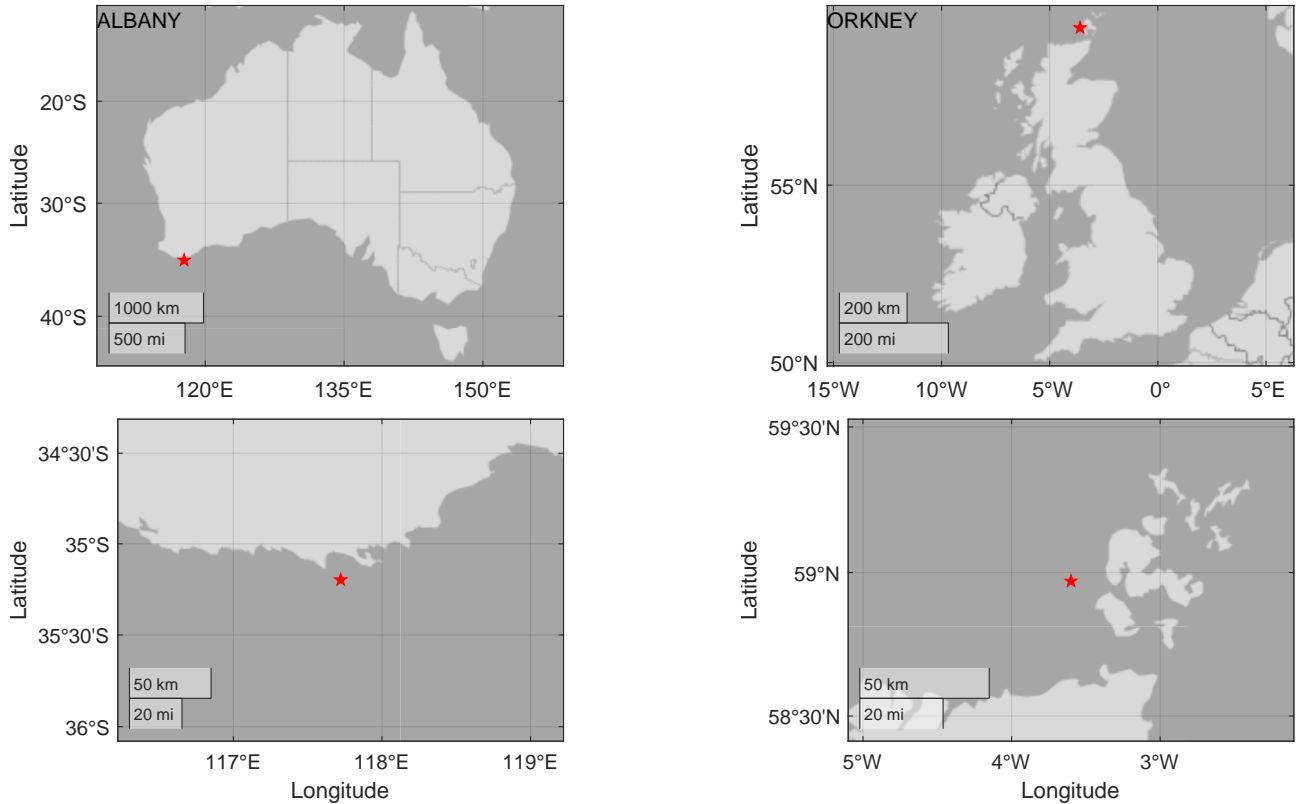 ALBANY
20°S
30°S
40°S
Latitude
1000 km
500 mi
120°E
135°E
150°E
ORKNEY
55°N
50°N
Latitude
200 km
200 mi
15°W
10°W
5°W
0°
5°E
34°30'S
35°S
35°30'S
36°S
Latitude
50 km
20 mi
117°E
118°E
119°E
Longitude
59°30'N
59°N
58°30'N
Latitude
50 km
20 mi
5°W
4°W
3°W
Longitude